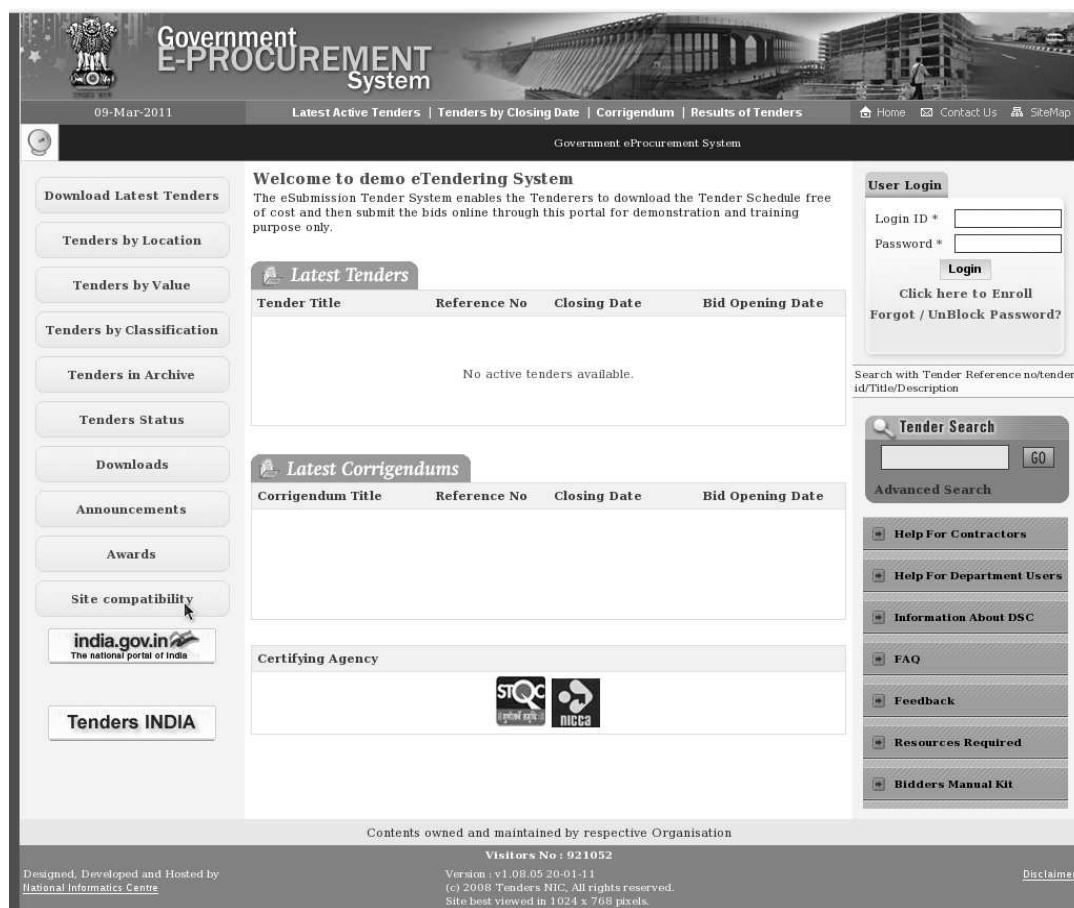 Government
E-PROCUREMENT
System
09-Mar-2011
Latest Active Tenders | Tenders by Closing Date | Corrigendum | Results of Tenders
Home Contact Us SiteMap
Government eProcurement System
Download Latest Tenders
Tenders by Location
Tenders by Value
Tenders by Classification
Tenders in Archive
Tenders Status
Downloads
Announcements
Awards
Site compatibility
india.gov.in
The national portal of India
Tenders INDIA
Welcome to demo eTendering System
The eSubmission Tender System enables the Tenderers to download the Tender Schedule free
of cost and then submit the bids online through this portal for demonstration and training
purpose only.
Latest Tenders
Tender Title Reference No Closing Date Bid Opening Date
No active tenders available.
Latest Corrigendums
Corrigendum Title Reference No Closing Date Bid Opening Date
Certifying Agency
STQC
nicca
User Login
Login ID *
Password *
Login
Click here to Enroll
Forgot / UnBlock Password?
Search with Tender Reference no/tender
id/Title/Description
Tender Search
GO
Advanced Search
Help For Contractors
Help For Department Users
Information About DSC
FAQ
Feedback
Resources Required
Bidders Manual Kit
Contents owned and maintained by respective Organisation
Visitors No : 921052
Designed, Developed and Hosted by
National Informatics Centre
Version : v1.08.05 20-01-11
(c) 2008 Tenders NIC, All rights reserved.
Site best viewed in 1024 x 768 pixels.
Disclaimer